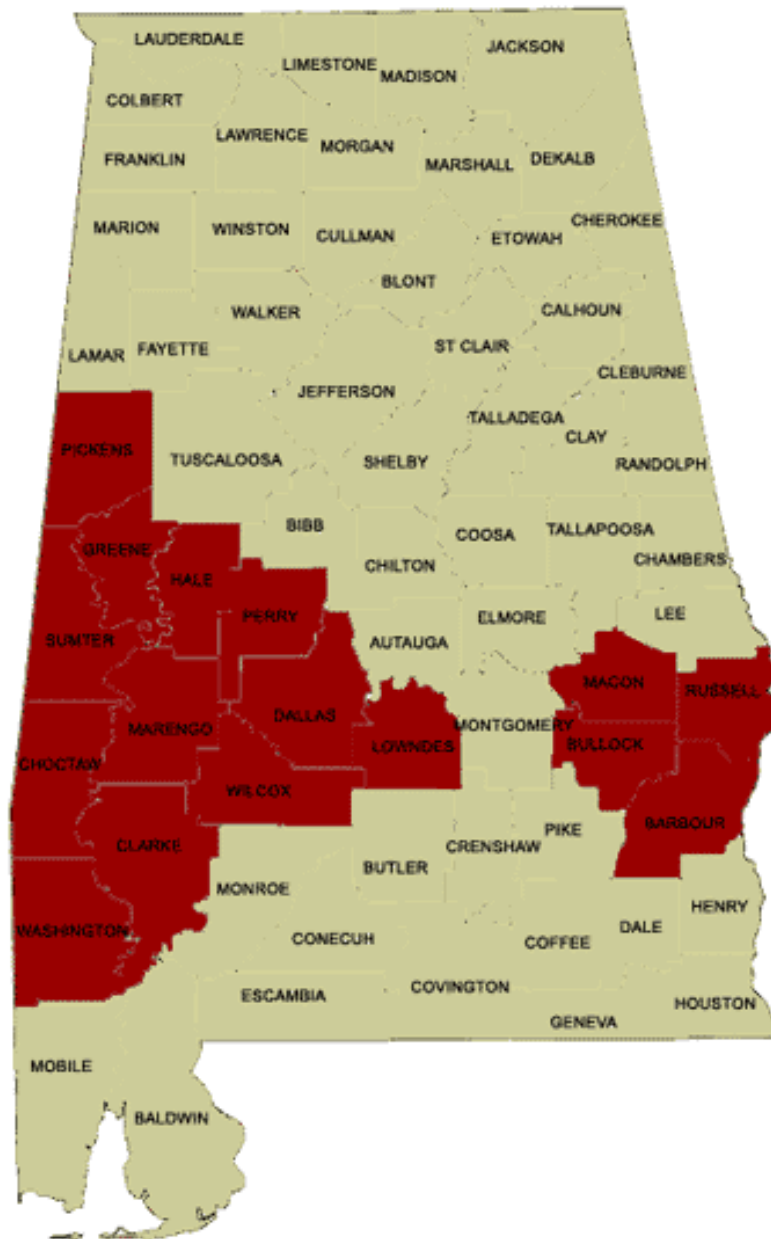 LAUDERDALE
LIMESTONE
MADISON
JACKSON
COLBERT
LAWRENCE
MORGAN
FRANKLIN
MARSHALL
DEKALB
MARION
WINSTON
CULLMAN
ETOWAH
CHEROKEE
BLONT
WALKER
CALHOUN
LAMAR
FAYETTE
ST CLAIR
JEFFERSON
CLEBURNE
TALLADEGA
CLAY
PICKENS
TUSCALOOSA
SHELBY
RANDOLPH
BIBB
COOSA
TALLAPOOSA
GREENE
HALE
CHILTON
CHAMBERS
SUMTER
PERRY
AUTAUGA
ELMORE
LEE
MACON
RUSSELL
MARENGO
DALLAS
MONTGOMERY
LOWNDES
BULLOCK
CHOCTAW
WILCOX
BARBOUR
CLARKE
BUTLER
CRENSHAW
PIKE
MONROE
HENRY
WASHINGTON
CONECUH
COFFEE
DALE
ESCAMBIA
COVINGTON
HOUSTON
GENEVA
MOBILE
BALDWIN